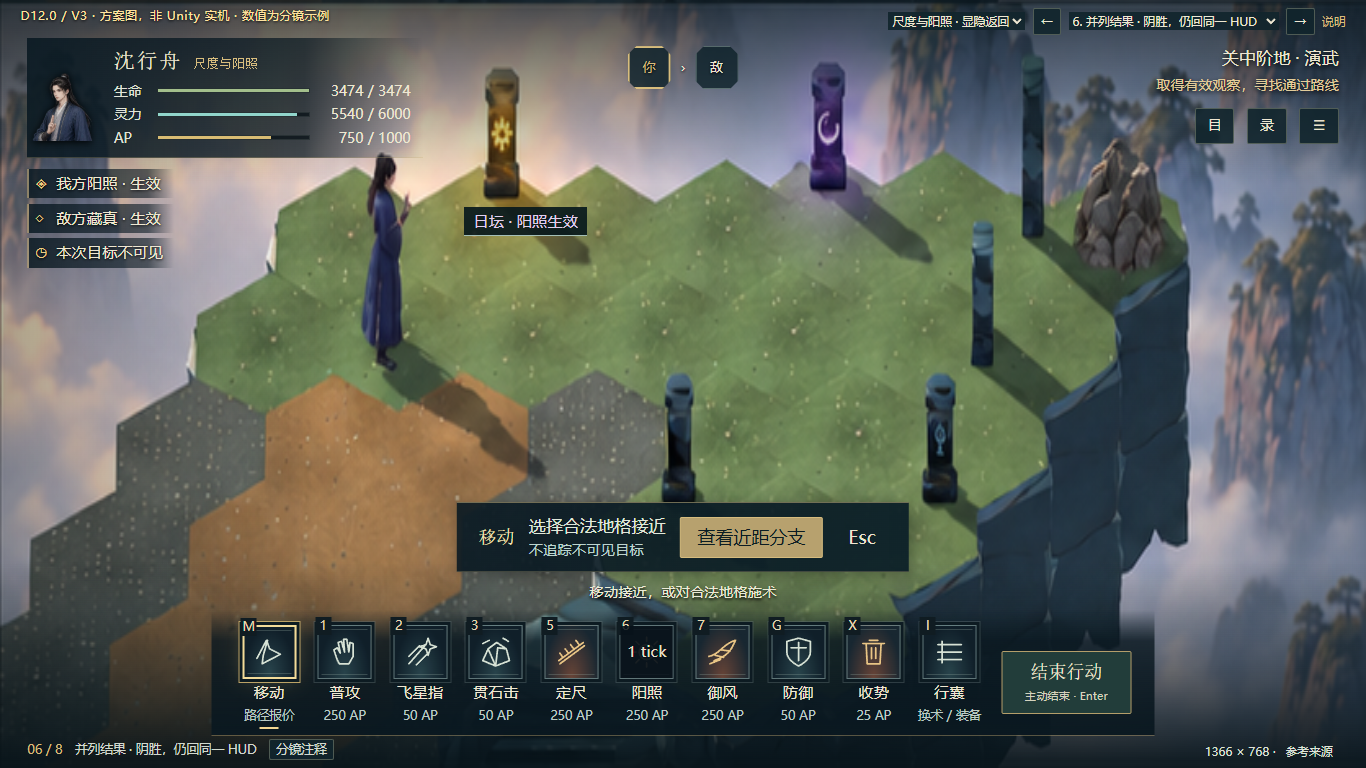 D12.0 / V3 · 方案图，非 Unity 实机 · 数值为分镜示例
尺度与阳照 · 显隐返回
←
6. 并列结果 · 阴胜，仍回同一 HUD
→
说明
沈行舟 尺度与阳照
生命 3474 / 3474
灵力 5540 / 6000
AP 750 / 1000
你 › 敌
关中阶地 · 演武
取得有效观察，寻找通过路线
目 录 ☰
我方阳照 · 生效
敌方藏真 · 生效
本次目标不可见
日坛 · 阳照生效
移动
选择合法地格接近
不追踪不可见目标
查看近距分支
Esc
移动接近，或对合法地格施术
M 1 2 3 5 6 7 G X I
1 tick
移动 普攻 飞星指 贯石击 定尺 阳照 御风 防御 收势 行囊
路径报价 250 AP 50 AP 50 AP 250 AP 250 AP 250 AP 50 AP 25 AP 换术 / 装备
结束行动
主动结束 · Enter
06 / 8 并列结果 · 阴胜，仍回同一 HUD 分镜注释
1366 × 768 · 参考来源